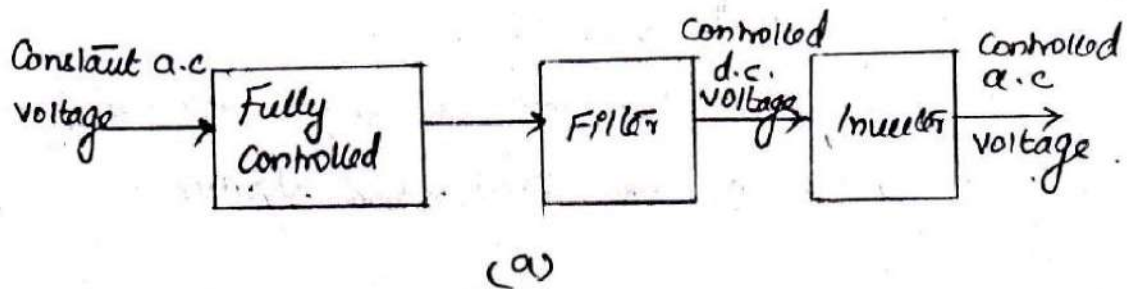 Constant a.c
voltage
Fully
controlled
Filter
controlled
d.c.
voltage
Inverter
controlled
a.c
voltage
(a)